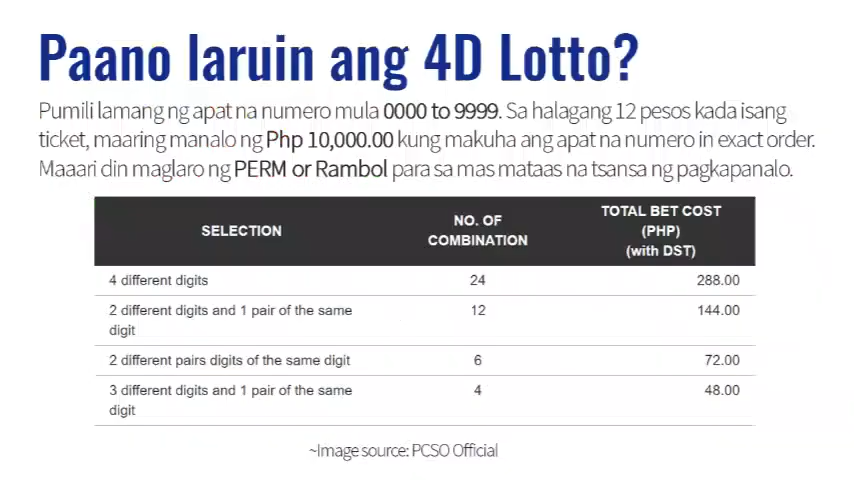 Paano laruin ang 4D Lotto?
Pumili lamang ng apat na numero mula 0000 to 9999. Sa halagang 12 pesos kada isang
ticket, maaring manalo ng Php 10,000.00 kung makuha ang apat na numero in exact order.
Maaari din maglaro ng PERM or Rambol para sa mas mataas na tsansa ng pagkapanalo.
SELECTION NO. OF COMBINATION TOTAL BET COST (PHP) (with DST)
4 different digits 24 288.00
2 different digits and 1 pair of the same digit 12 144.00
2 different pairs digits of the same digit 6 72.00
3 different digits and 1 pair of the same digit 4 48.00
~Image source: PCSO Official